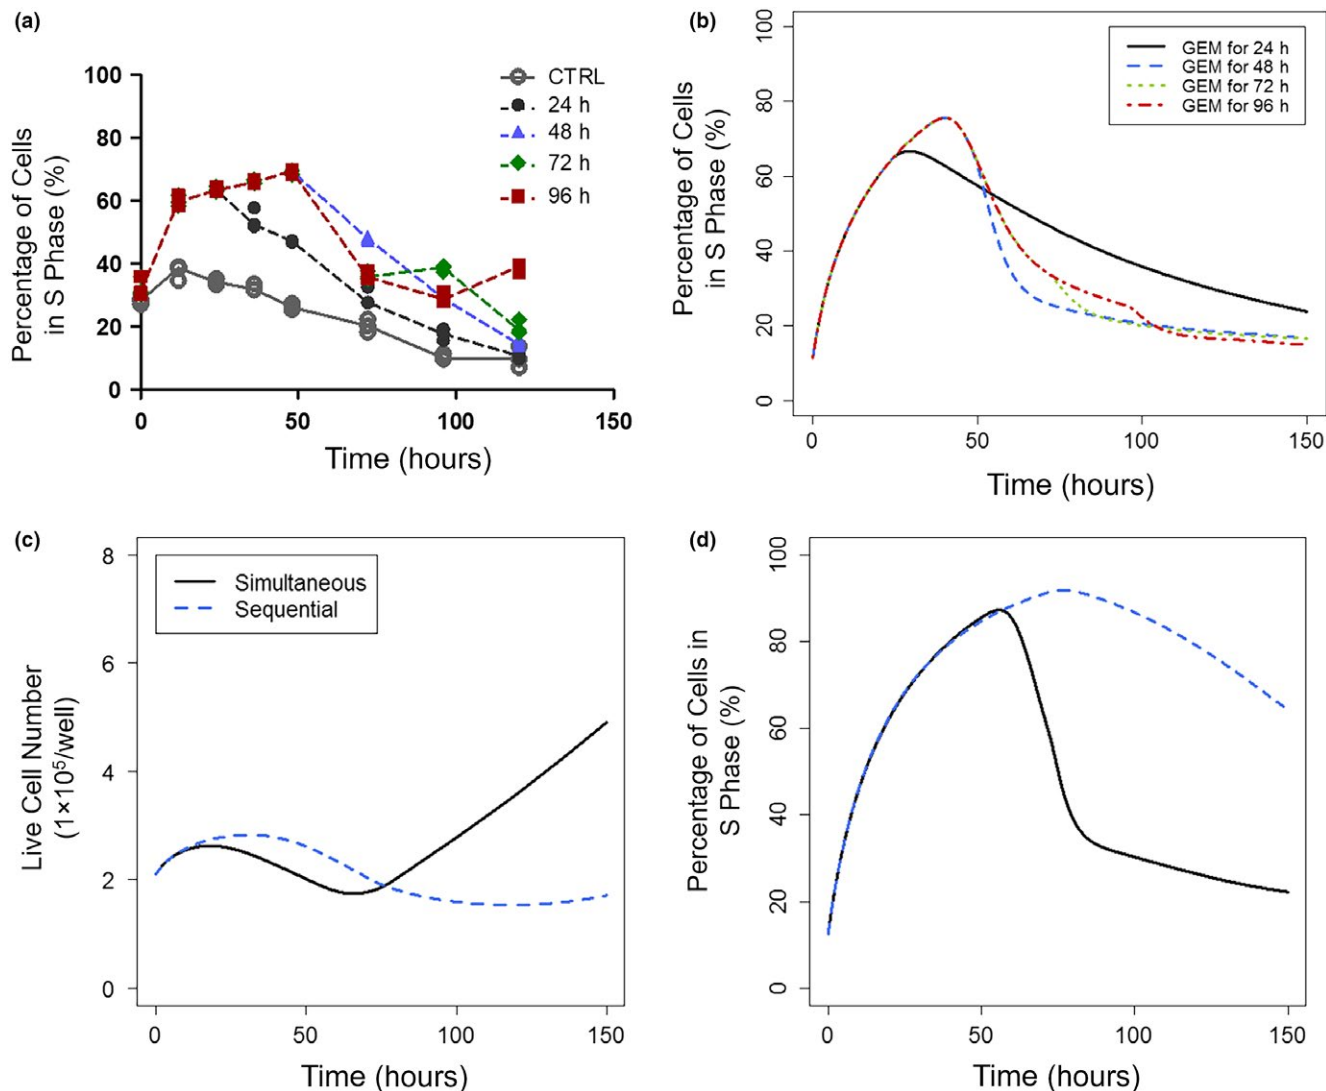 (a)
100
80
60
40
20
0
0
50
100
150
Percentage of Cells
in S Phase (%)
Time (hours)
CTRL
24 h
48 h
72 h
96 h
(b)
100
80
60
40
20
0
0
50
100
150
Percentage of Cells
in S Phase (%)
Time (hours)
GEM for 24 h
GEM for 48 h
GEM for 72 h
GEM for 96 h
(c)
8
6
4
2
0
0
50
100
150
Live Cell Number
(1×10⁵/well)
Time (hours)
Simultaneous
Sequential
(d)
100
80
60
40
20
0
0
50
100
150
Percentage of Cells in
S Phase (%)
Time (hours)